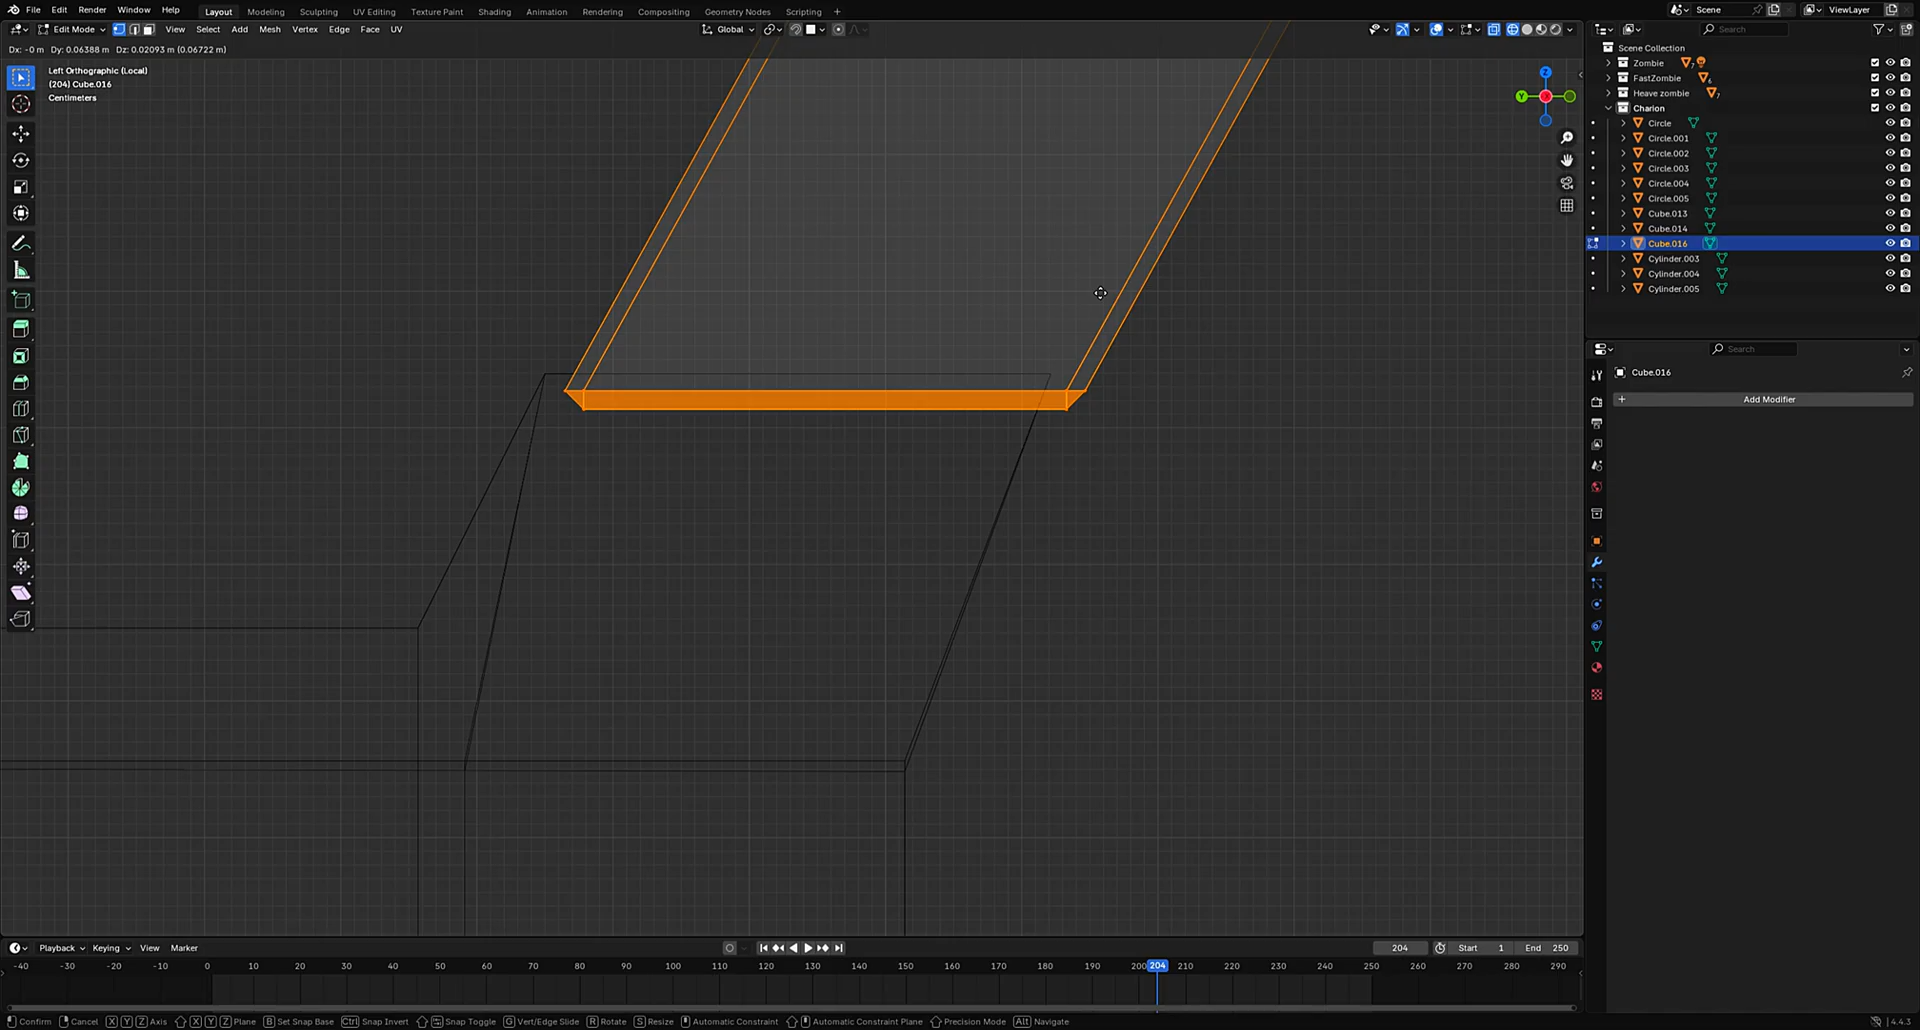 File Edit Render Window Help Layout Modeling Sculpting UV Editing Texture Paint Shading Animation Rendering Compositing Geometry Nodes Scripting + Scene ViewLayer
Edit Mode View Select Add Mesh Vertex Edge Face UV Global Search
Dx: -0 m Dy: 0.06388 m Dz: 0.02093 m (0.06722 m)
Left Orthographic (Local)
(204) Cube.016
Centimeters
Z
Y
Scene Collection
Zombie 7
FastZombie 6
Heave zombie 7
Charion
Circle
Circle.001
Circle.002
Circle.003
Circle.004
Circle.005
Cube.013
Cube.014
Cube.016
Cylinder.003
Cylinder.004
Cylinder.005
Search
Cube.016
+ Add Modifier
Playback Keying View Marker 204 Start 1 End 250
-40 -30 -20 -10 0 10 20 30 40 50 60 70 80 90 100 110 120 130 140 150 160 170 180 190 200 204 210 220 230 240 250 260 270 280 290
Confirm Cancel X Y Z Axis X Y Z Plane B Set Snap Base Ctrl Snap Invert Snap Toggle G Vert/Edge Slide R Rotate S Resize Automatic Constraint Automatic Constraint Plane Precision Mode Alt Navigate 4.4.3